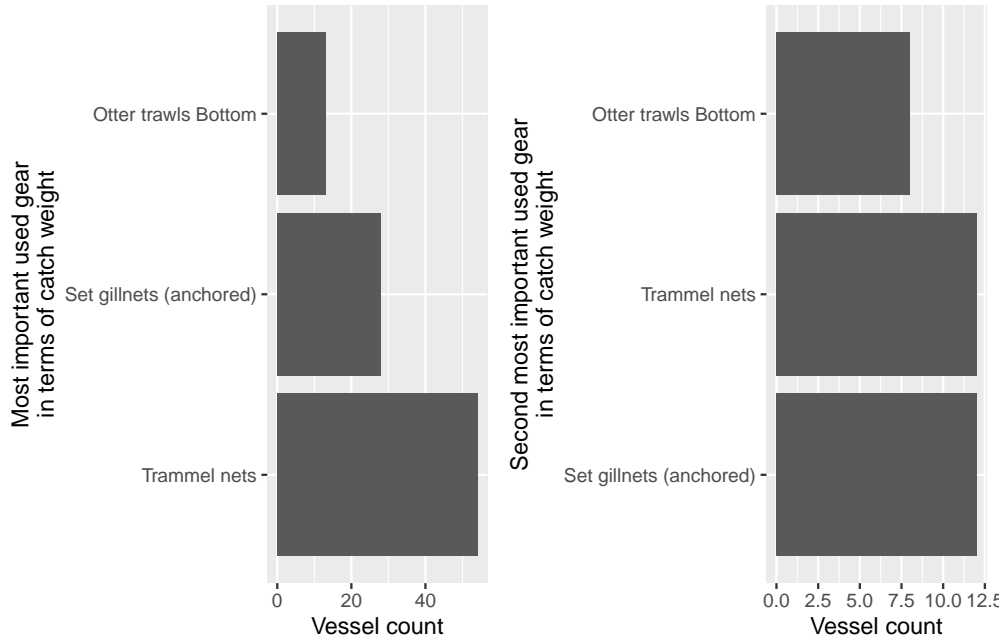 Most important used gear
in terms of catch weight
Otter trawls Bottom
Set gillnets (anchored)
Trammel nets
0 20 40
Vessel count
Second most important used gear
in terms of catch weight
Otter trawls Bottom
Trammel nets
Set gillnets (anchored)
0.0 2.5 5.0 7.5 10.0 12.5
Vessel count